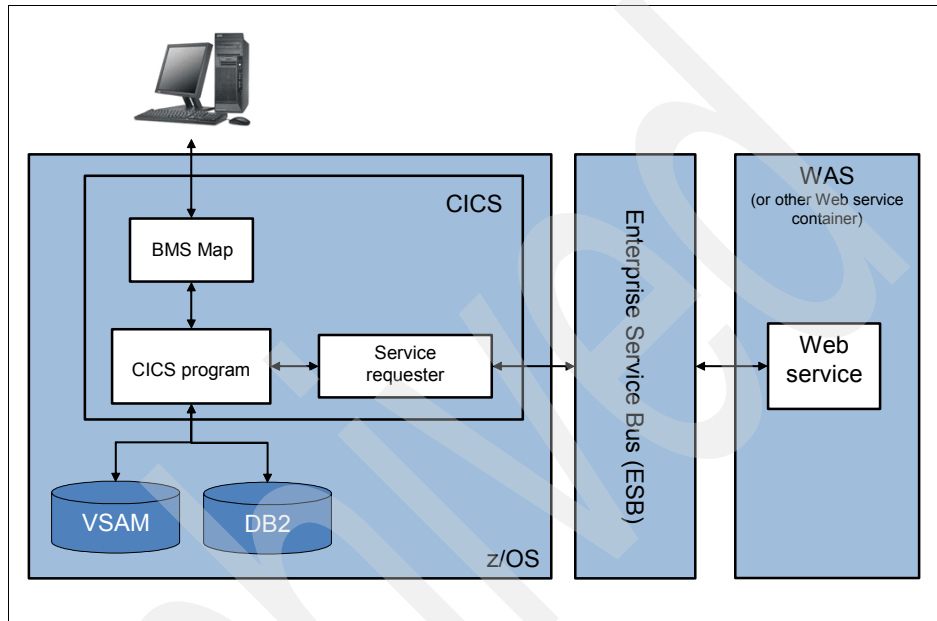 CICS
BMS Map
CICS program
Service
requester
VSAM
DB2
z/OS
Enterprise Service Bus (ESB)
WAS
(or other Web service
container)
Web
service